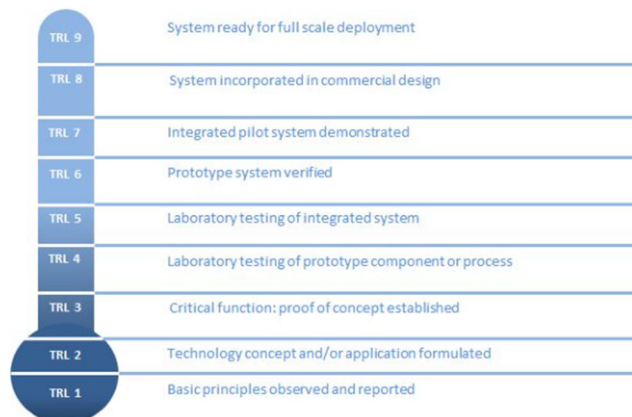 TRL 9 System ready for full scale deployment
TRL 8 System incorporated in commercial design
TRL 7 Integrated pilot system demonstrated
TRL 6 Prototype system verified
TRL 5 Laboratory testing of integrated system
TRL 4 Laboratory testing of prototype component or process
TRL 3 Critical function: proof of concept established
TRL 2 Technology concept and/or application formulated
TRL 1 Basic principles observed and reported